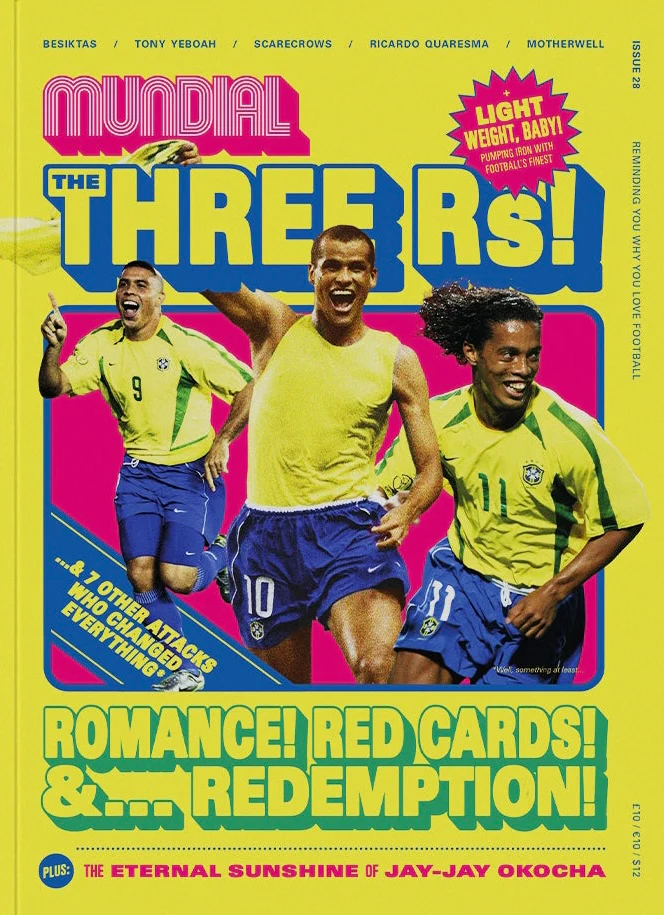 BESIKTAS / TONY YEBOAH / SCARECROWS / RICARDO QUARESMA / MOTHERWELL
ISSUE 28
MUNDIAL
+
LIGHT
WEIGHT, BABY!
PUMPING IRON WITH
FOOTBALL'S FINEST
REMINDING YOU WHY YOU LOVE FOOTBALL
THE
THREE Rs!
9
10
11
11
...& 7 OTHER ATTACKS
WHO CHANGED
EVERYTHING*
*Well, something at least...
ROMANCE! RED CARDS!
&... REDEMPTION!
£10 / €10 / $12
PLUS: THE ETERNAL SUNSHINE OF JAY-JAY OKOCHA